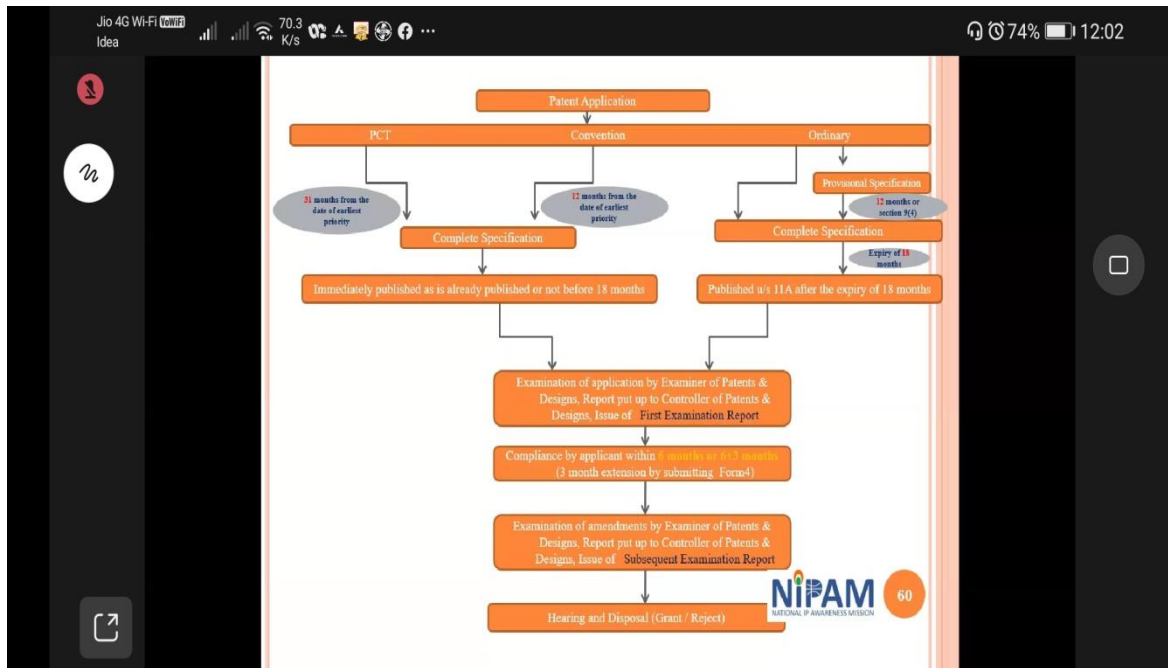 Jio 4G Wi-Fi VoWiFi
Idea
70.3
K/s
74%
12:02
Patent Application
PCT
Convention
Ordinary
Provisional Specification
31 months from the
date of earliest
priority
12 months from the
date of earliest
priority
12 months or
section 9(4)
Complete Specification
Complete Specification
Expiry of 18
months
Immediately published as is already published or not before 18 months
Published u/s 11A after the expiry of 18 months
Examination of application by Examiner of Patents &
Designs, Report put up to Controller of Patents &
Designs, Issue of First Examination Report
Compliance by applicant within 6 months or 6+3 months
(3 month extension by submitting Form4)
Examination of amendments by Examiner of Patents &
Designs, Report put up to Controller of Patents &
Designs, Issue of Subsequent Examination Report
Hearing and Disposal (Grant / Reject)
NiPAM
NATIONAL IP AWARENESS MISSION
60